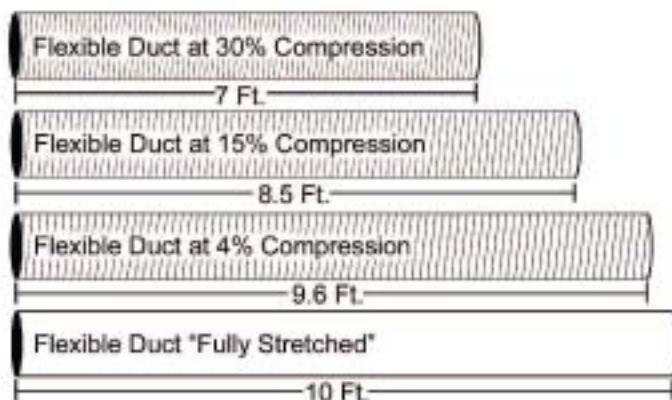 Flexible Duct at 30% Compression
7 Ft.
Flexible Duct at 15% Compression
8.5 Ft.
Flexible Duct at 4% Compression
9.6 Ft.
Flexible Duct "Fully Stretched"
10 Ft.